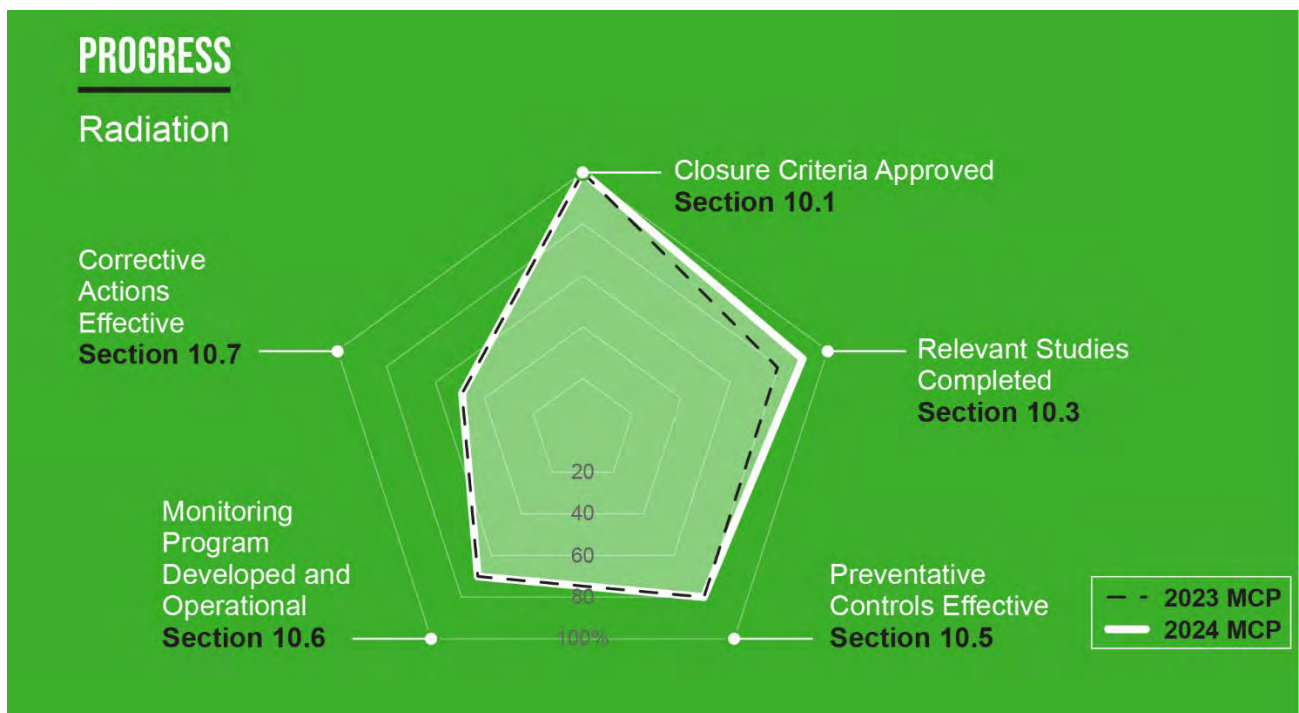 PROGRESS
Radiation
Closure Criteria Approved
Section 10.1
Corrective
Actions
Effective
Section 10.7
Relevant Studies
Completed
Section 10.3
20
40
60
80
100%
Monitoring
Program
Developed and
Operational
Section 10.6
Preventative
Controls Effective
Section 10.5
2023 MCP
2024 MCP